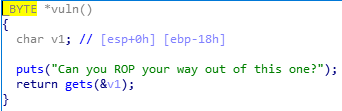 _BYTE *vuln()
{
char v1; // [esp+0h] [ebp-18h]
puts("Can you ROP your way out of this one?");
return gets(&v1);
}